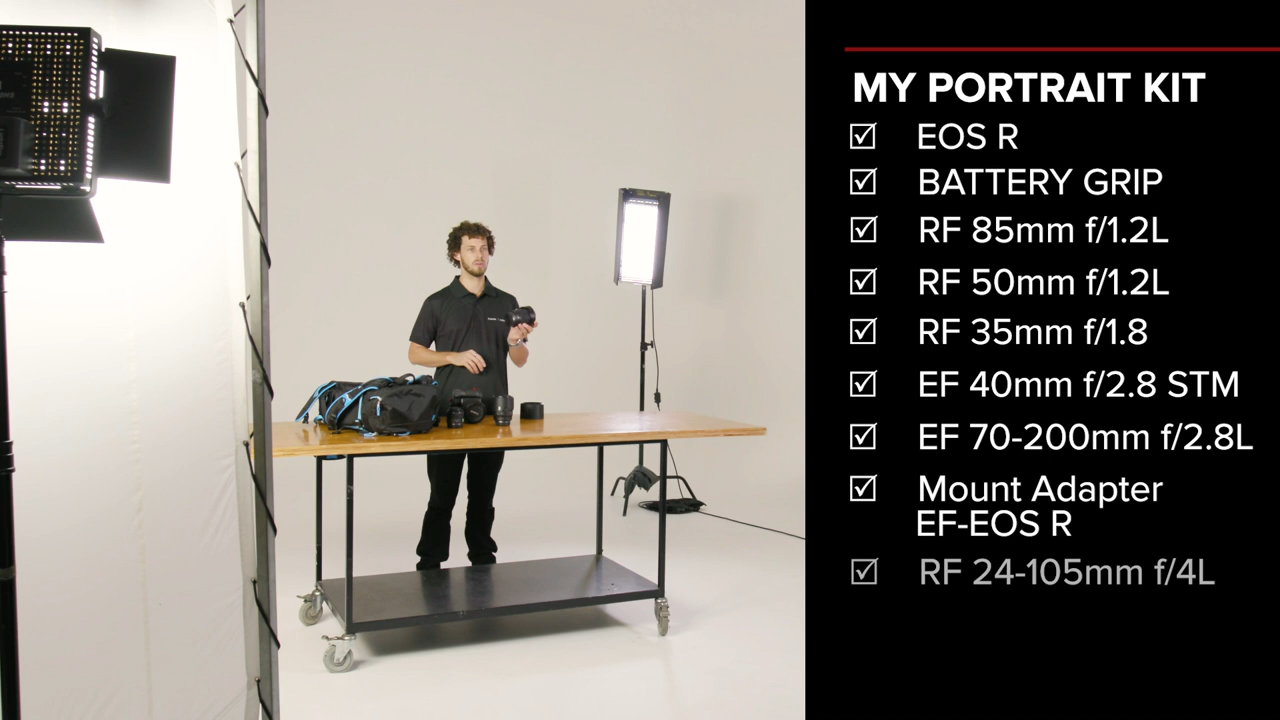 MY PORTRAIT KIT
EOS R
BATTERY GRIP
RF 85mm f/1.2L
RF 50mm f/1.2L
RF 35mm f/1.8
EF 40mm f/2.8 STM
EF 70-200mm f/2.8L
Mount Adapter
EF-EOS R
RF 24-105mm f/4L